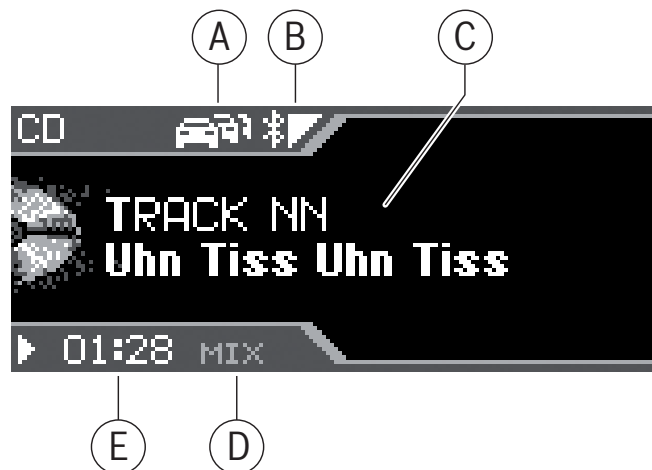 A B C
CD
TRACK NN
Uhn Tiss Uhn Tiss
01:28 MIX
E D